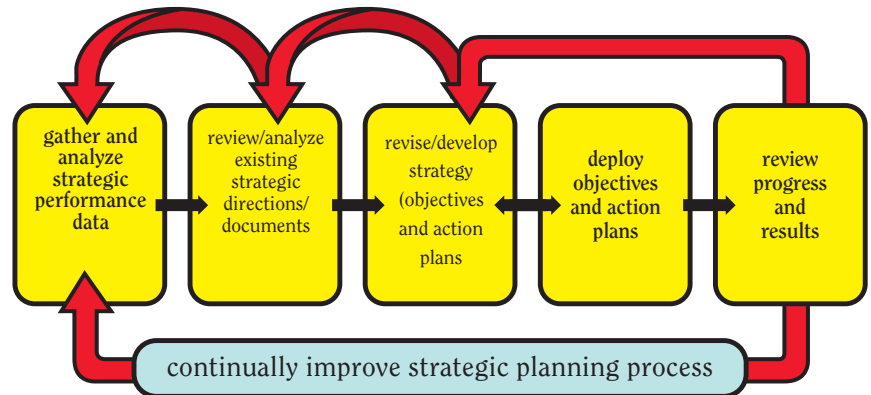 gather and
analyze
strategic
performance
data
review/analyze
existing
strategic
directions/
documents
revise/develop
strategy
(objectives
and action
plans
deploy
objectives
and action
plans
review
progress
and
results
continually improve strategic planning process